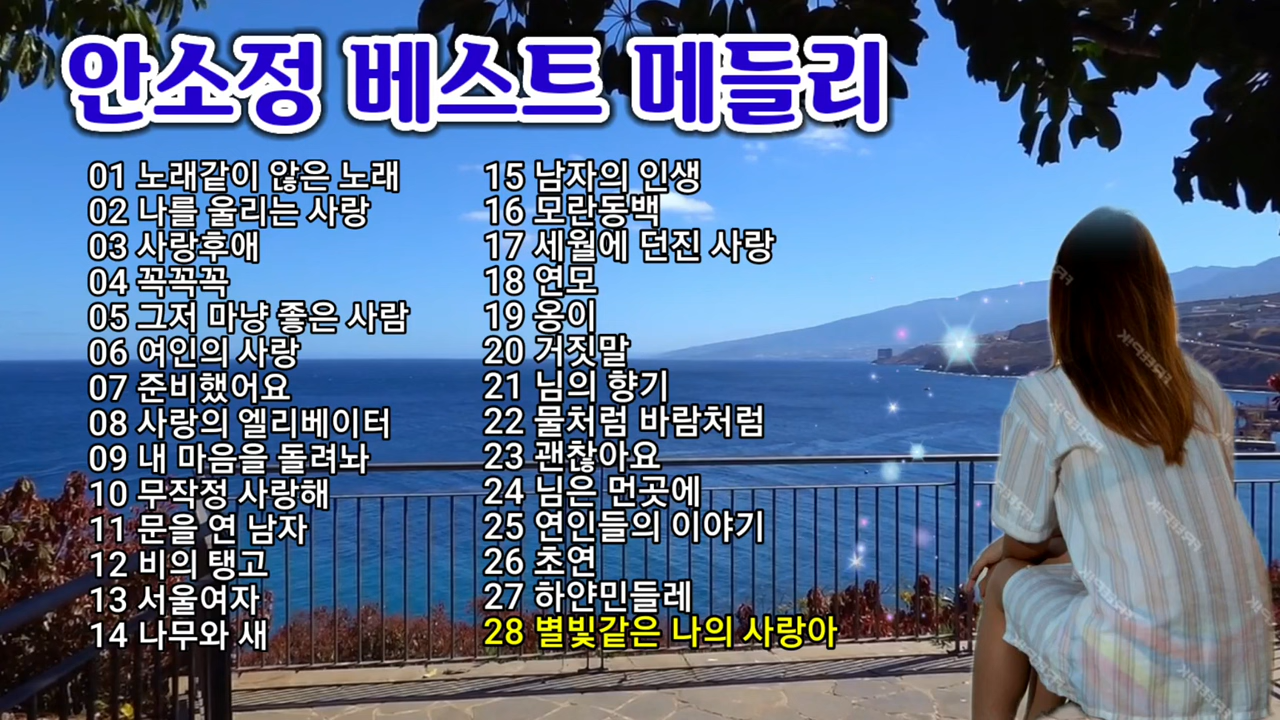 안소정 베스트 메들리
01 노래같이 않은 노래
02 나를 울리는 사랑
03 사랑후애
04 꼭꼭꼭
05 그저 마냥 좋은 사람
06 여인의 사랑
07 준비했어요
08 사랑의 엘리베이터
09 내 마음을 돌려놔
10 무작정 사랑해
11 문을 연 남자
12 비의 탱고
13 서울여자
14 나무와 새
15 남자의 인생
16 모란동백
17 세월에 던진 사랑
18 연모
19 옹이
20 거짓말
21 님의 향기
22 물처럼 바람처럼
23 괜찮아요
24 님은 먼곳에
25 연인들의 이야기
26 초연
27 하얀민들레
28 별빛같은 나의 사랑아